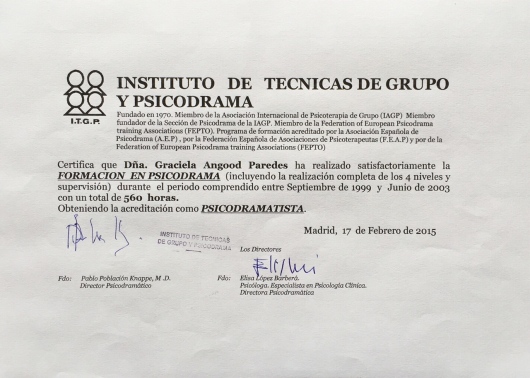 I.T.G.P.
INSTITUTO DE TECNICAS DE GRUPO
Y PSICODRAMA
Fundado en 1970. Miembro de la Asociación Internacional de Psicoterapia de Grupo (IAGP) Miembro
fundador de la Sección de Psicodrama de la IAGP. Miembro de la Federation of European Psicodrama
training Associations (FEPTO). Programa de formación acreditado por la Asociación Española de
Psicodrama (A.E.P) , por la Federación Española de Asociaciones de Psicoterapeutas (F.E.A.P) y por de la
Federation of European Psicodrama training Associations (FEPTO)
Certifica que Dña. Graciela Angood Paredes ha realizado satisfactoriamente la
FORMACION EN PSICODRAMA (incluyendo la realización completa de los 4 niveles y
supervisión) durante el periodo comprendido entre Septiembre de 1999 y Junio de 2003
con un total de 560 horas.
Obteniendo la acreditación como PSICODRAMATISTA.
Madrid, 17 de Febrero de 2015
INSTITUTO DE TECNICAS
DE GRUPO Y PSICODRAMA
Los Directores
Fdo: Pablo Población Knappe, M .D.
Director Psicodramático
Fdo: Elisa López Barberá.
Psicóloga. Especialista en Psicología Clínica.
Directora Psicodramática